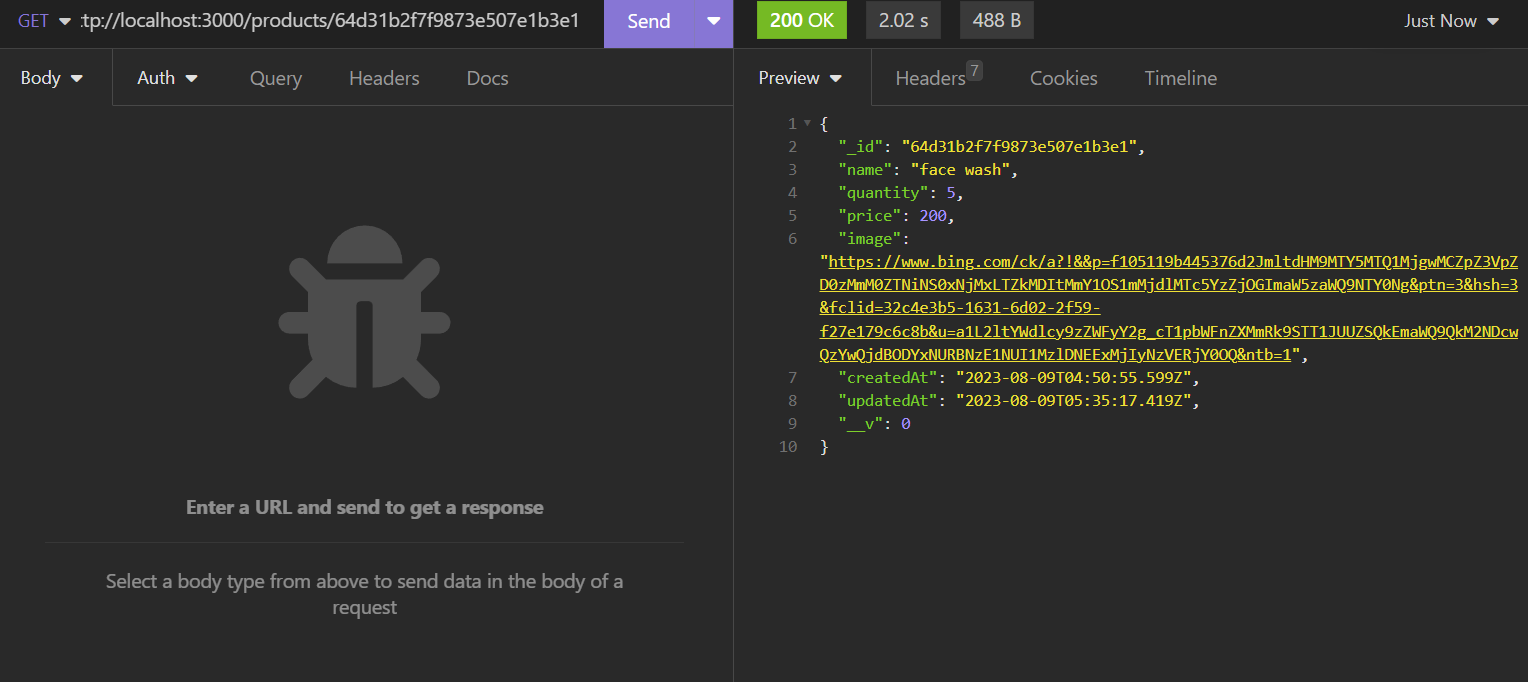 GET tp://localhost:3000/products/64d31b2f7f9873e507e1b3e1 Send 200 OK 2.02 s 488 B Just Now
Body Auth Query Headers Docs
Preview Headers 7 Cookies Timeline
Enter a URL and send to get a response
Select a body type from above to send data in the body of a
request
1 {
2 "_id": "64d31b2f7f9873e507e1b3e1",
3 "name": "face wash",
4 "quantity": 5,
5 "price": 200,
6 "image":
"https://www.bing.com/ck/a?!&&p=f105119b445376d2JmltdHM9MTY5MTQ1MjgwMCZpZ3VpZ
D0zMmM0ZTNiNS0xNjMxLTZkMDItMmY1OS1mMjdlMTc5YzZjOGImaW5zaWQ9NTY0Ng&ptn=3&hsh=3
&fclid=32c4e3b5-1631-6d02-2f59-
f27e179c6c8b&u=a1L2ltYWdlcy9zZWFyY2g_cT1pbWFnZXMmRk9STT1JUUZSQkEmaWQ9QkM2NDcw
QzYwQjdBODYxNURBNzE1NUI1MzlDNEExMjIyNzVERjY0OQ&ntb=1",
7 "createdAt": "2023-08-09T04:50:55.599Z",
8 "updatedAt": "2023-08-09T05:35:17.419Z",
9 "__v": 0
10 }